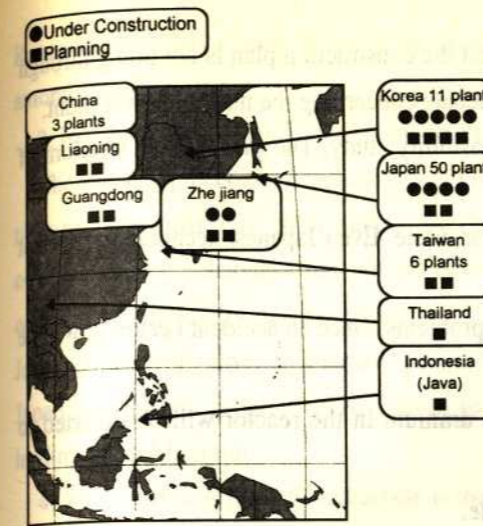 Under Construction
Planning
China
3 plants
Liaoning
Guangdong
Zhe jiang
Korea 11 plant
Japan 50 plant
Taiwan
6 plants
Thailand
Indonesia
(Java)